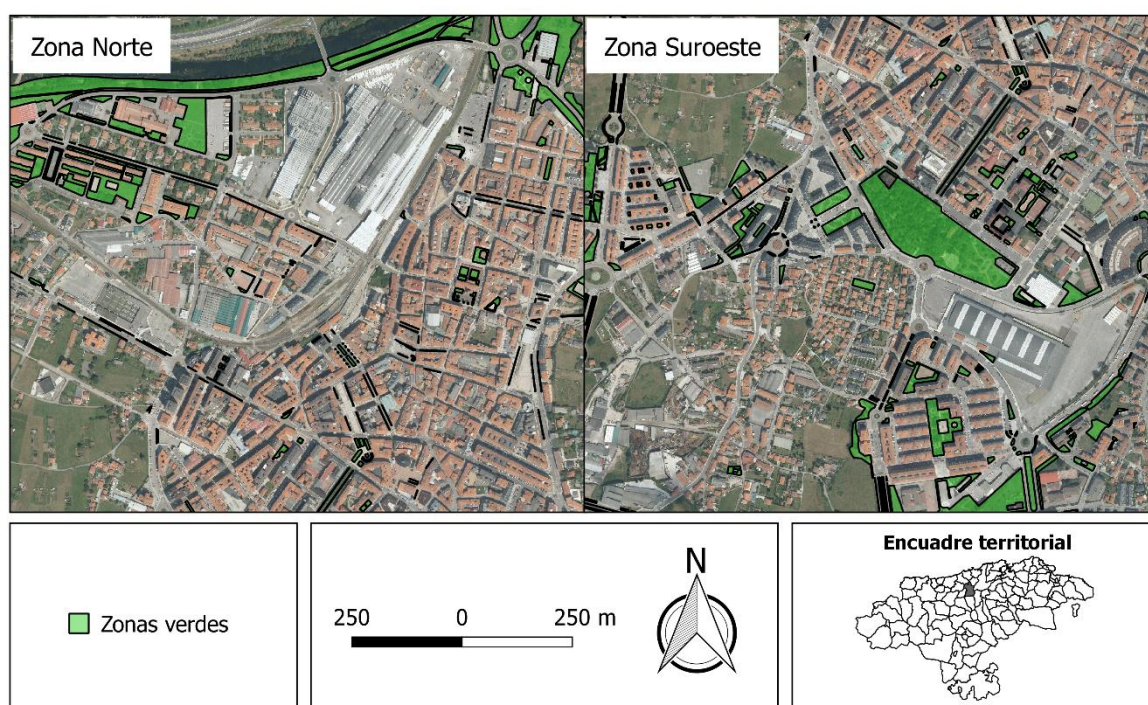 Zona Norte
Zona Suroeste
Zonas verdes
250 0 250 m
N
Encuadre territorial